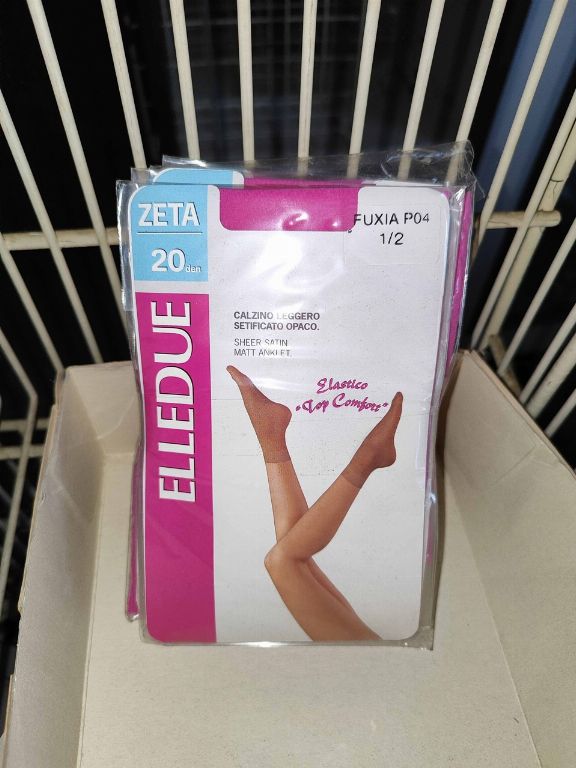 ZETA
20 den
ELLEDUE
FUXIA P04
1/2
CALZINO LEGGERO
SETIFICATO OPACO.
SHEER SATIN
MATT ANKLET.
Elastico
"Top Comfort"